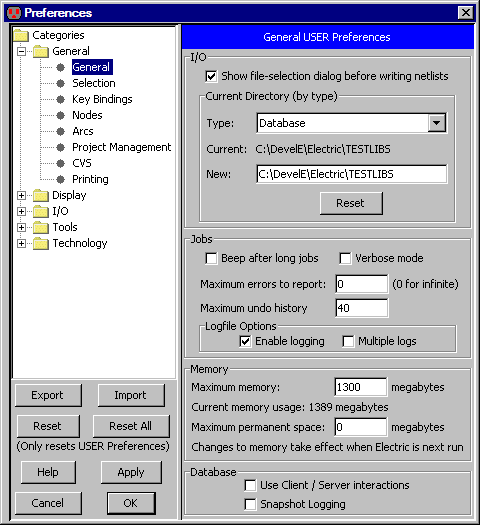 Preferences
Categories
General
General
Selection
Key Bindings
Nodes
Arcs
Project Management
CVS
Printing
Display
I/O
Tools
Technology
Export
Import
Reset
Reset All
(Only resets USER Preferences)
Help
Apply
Cancel
OK
General USER Preferences
I/O
Show file-selection dialog before writing netlists
Current Directory (by type)
Type: Database
Current: C:\DevelE\Electric\TESTLIBS
New: C:\DevelE\Electric\TESTLIBS
Reset
Jobs
Beep after long jobs
Verbose mode
Maximum errors to report: 0 (0 for infinite)
Maximum undo history 40
Logfile Options
Enable logging
Multiple logs
Memory
Maximum memory: 1300 megabytes
Current memory usage: 1389 megabytes
Maximum permanent space: 0 megabytes
Changes to memory take effect when Electric is next run
Database
Use Client / Server interactions
Snapshot Logging